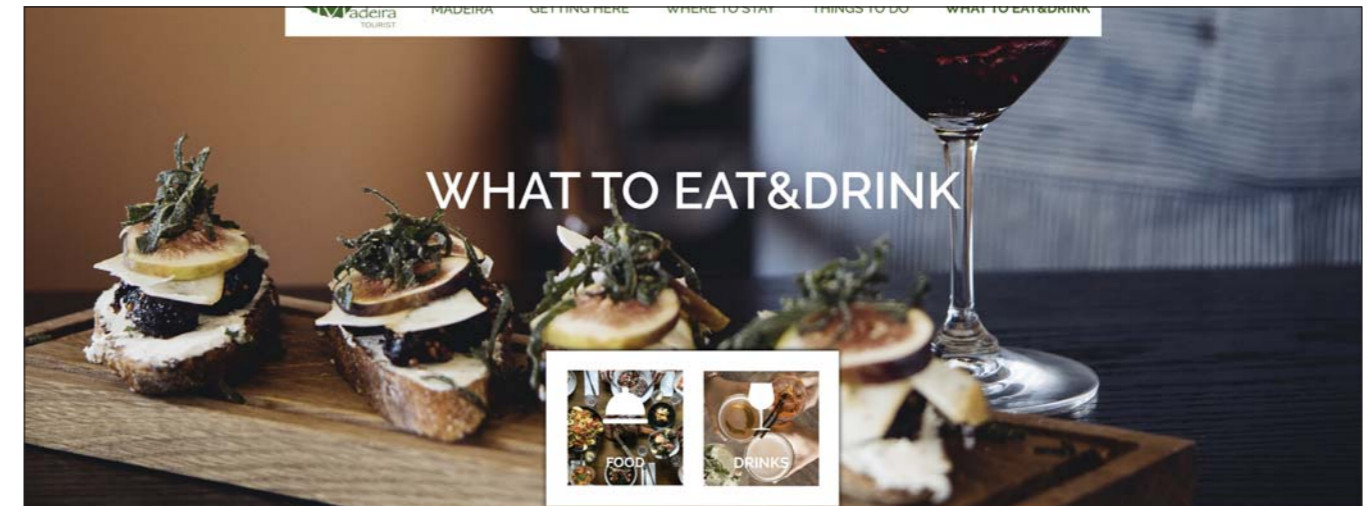 Madeira
TOURIST
MADEIRA GETTING HERE WHERE TO STAY THINGS TO DO WHAT TO EAT&DRINK
WHAT TO EAT&DRINK
FOOD DRINKS